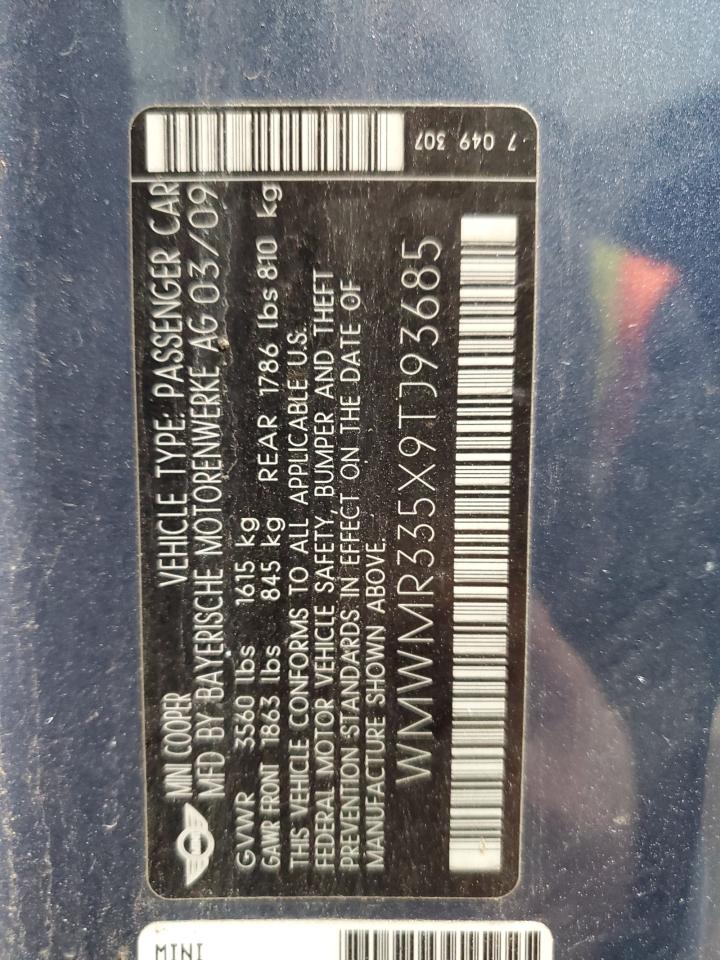 MINI COOPER VEHICLE TYPE: PASSENGER CAR
MFD BY BAYERISCHE MOTORENWERKE AG 03/09
GVWR 3560 lbs 1615 kg
GAWR FRONT 1863 lbs 845 kg REAR 1786 lbs 810 kg
THIS VEHICLE CONFORMS TO ALL APPLICABLE U.S.
FEDERAL MOTOR VEHICLE SAFETY, BUMPER AND THEFT
PREVENTION STANDARDS IN EFFECT ON THE DATE OF
MANUFACTURE SHOWN ABOVE.
WMWMR335X9TJ93685
7 049 307
MINI